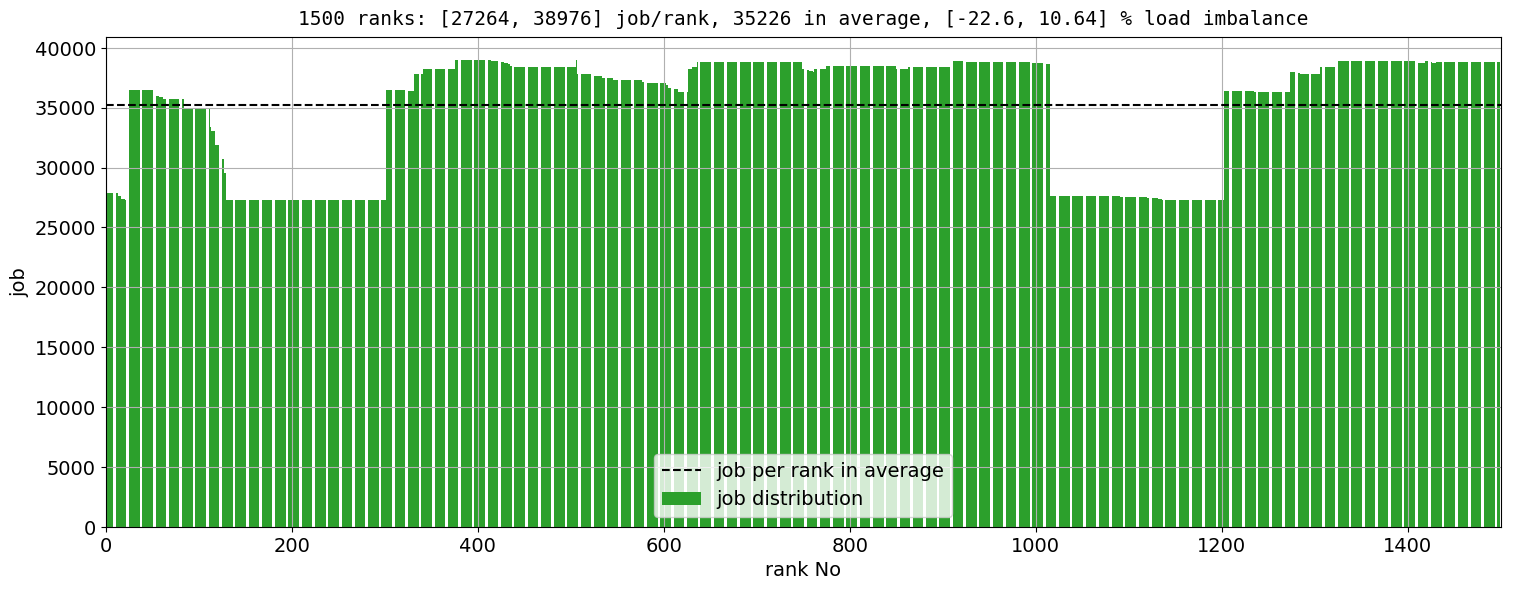 1500 ranks: [27264, 38976] job/rank, 35226 in average, [-22.6, 10.64] % load imbalance
40000
35000
30000
25000
20000
15000
10000
5000
0
job
job per rank in average
job distribution
0 200 400 600 800 1000 1200 1400
rank No